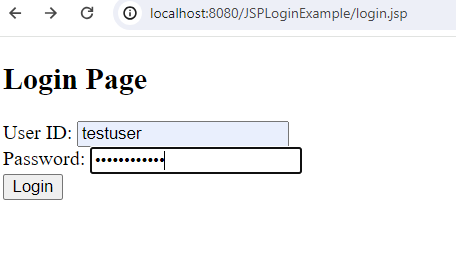 localhost:8080/JSPLoginExample/login.jsp
Login Page
User ID: testuser
Password: ••••••••••••
Login